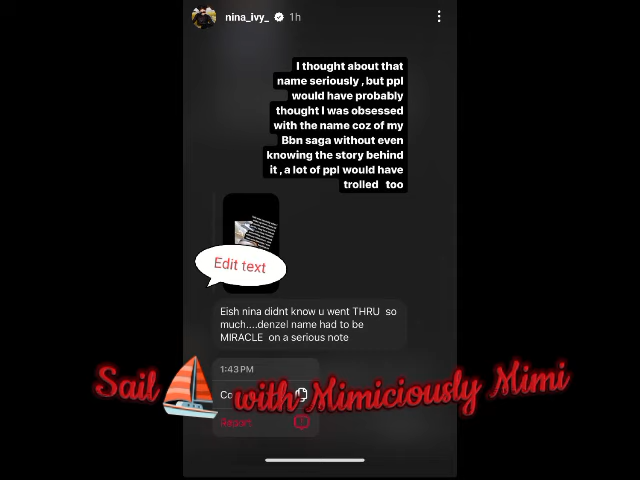 nina_ivy_ 1h
I thought about that
name seriously , but ppl
would have probably
thought I was obsessed
with the name coz of my
Bbn saga without even
knowing the story behind
it , a lot of ppl would have
trolled too
Edit text
Eish nina didnt know u went THRU so
much....denzel name had to be
MIRACLE on a serious note
1:43 PM
Sail with Mimiciously Mimi
Report